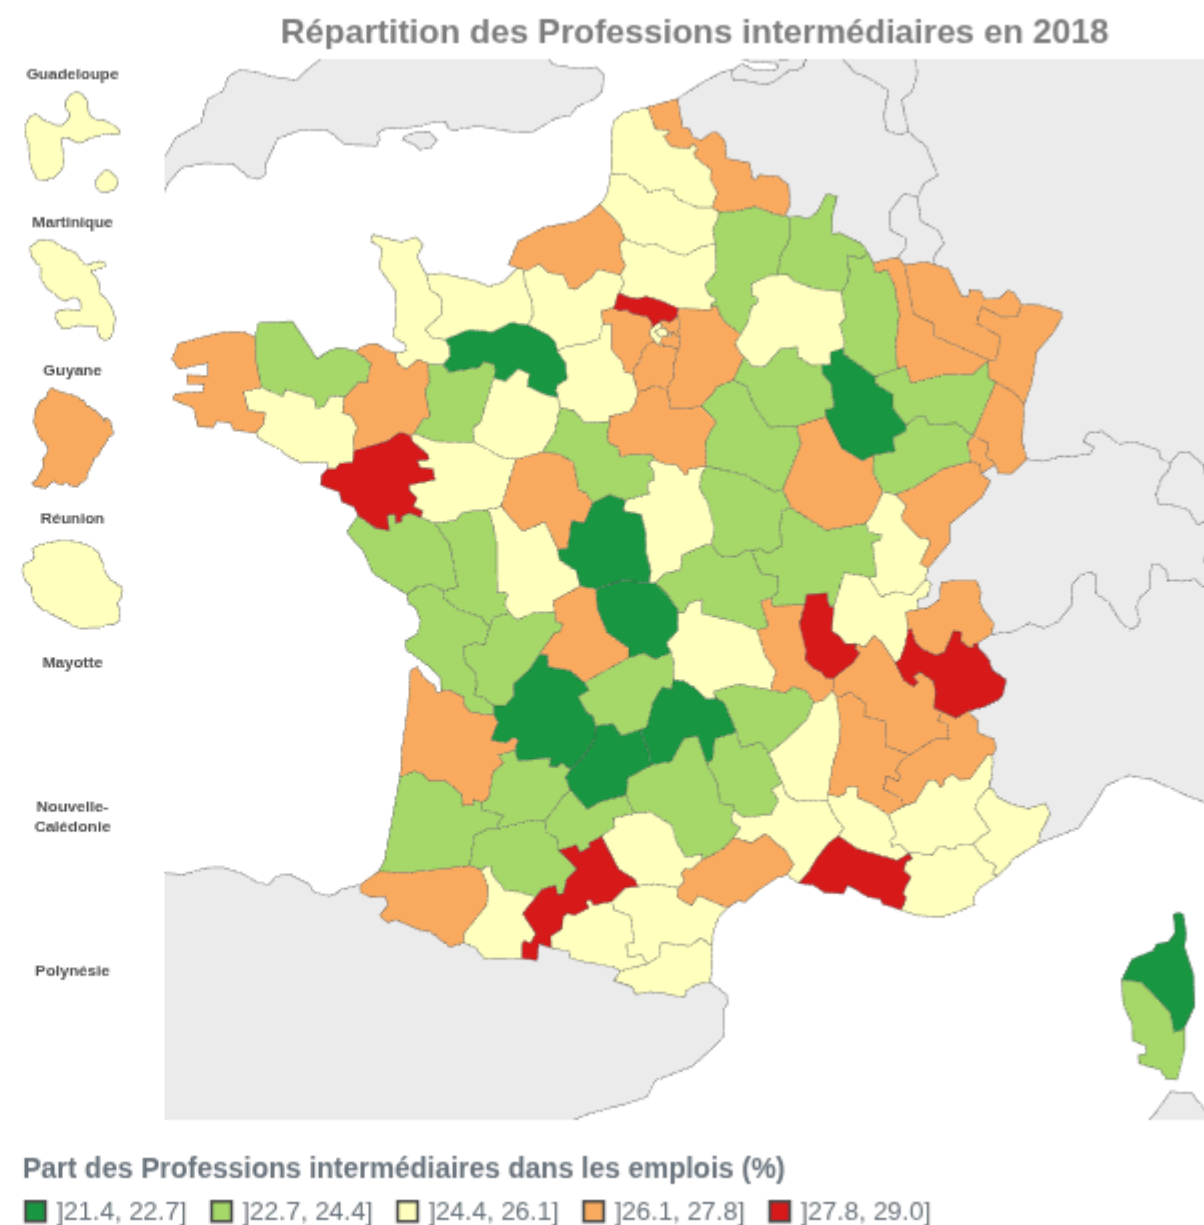 Répartition des Professions intermédiaires en 2018
Guadeloupe
Martinique
Guyane
Réunion
Mayotte
Nouvelle-
Calédonie
Polynésie
Part des Professions intermédiaires dans les emplois (%)
]21.4, 22.7] ]22.7, 24.4] ]24.4, 26.1] ]26.1, 27.8] ]27.8, 29.0]